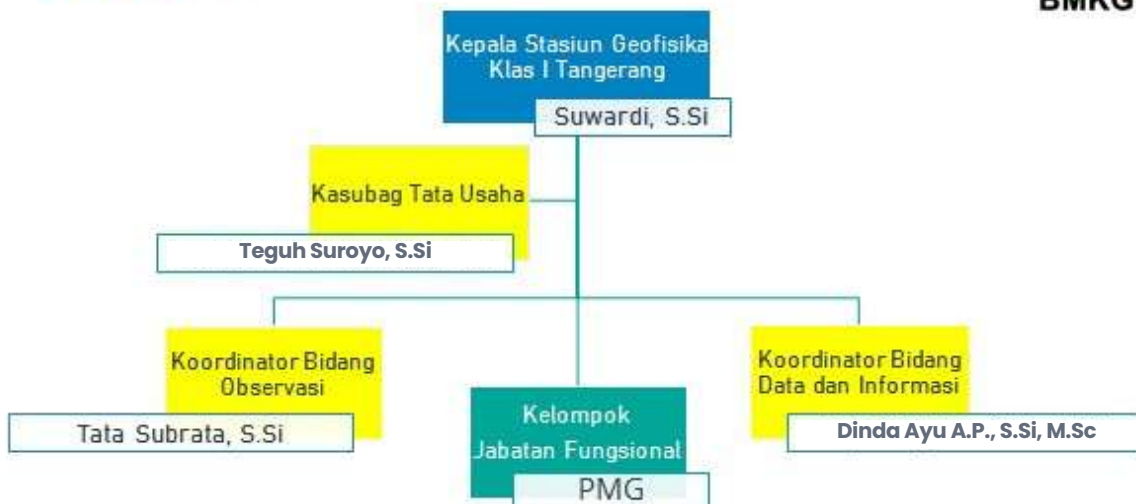 BMKG
Kepala Stasiun Geofisika
Klas I Tangerang
Suwardi, S.Si
Kasubag Tata Usaha
Teguh Suroyo, S.Si
Koordinator Bidang
Observasi
Tata Subrata, S.Si
Kelompok
Jabatan Fungsional
PMG
Koordinator Bidang
Data dan Informasi
Dinda Ayu A.P., S.Si, M.Sc